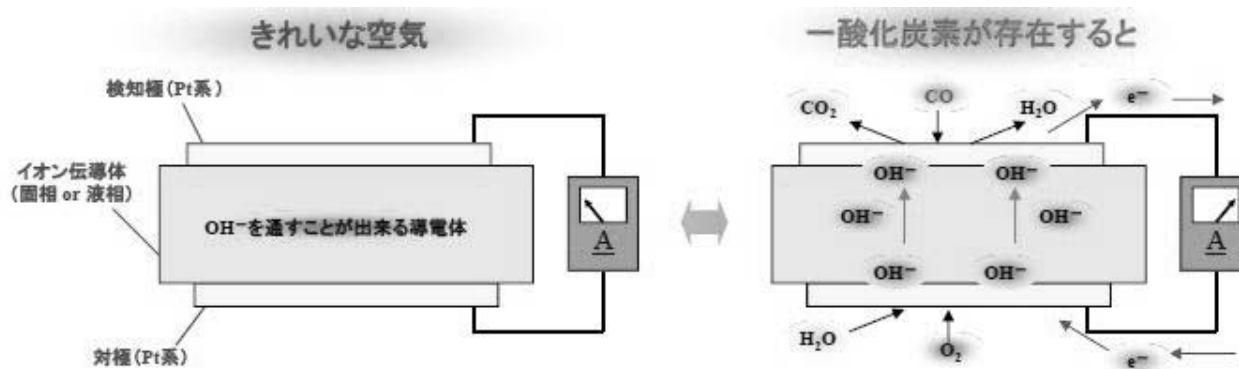 きれいな空気
検知極(Pt系)
イオン伝導体
(固相 or 液相)
OH⁻を通すことが出来る導電体
A
対極(Pt系)
一酸化炭素が存在すると
CO₂
CO
H₂O
e⁻
OH⁻
OH⁻
OH⁻
OH⁻
A
OH⁻
OH⁻
H₂O
O₂
e⁻